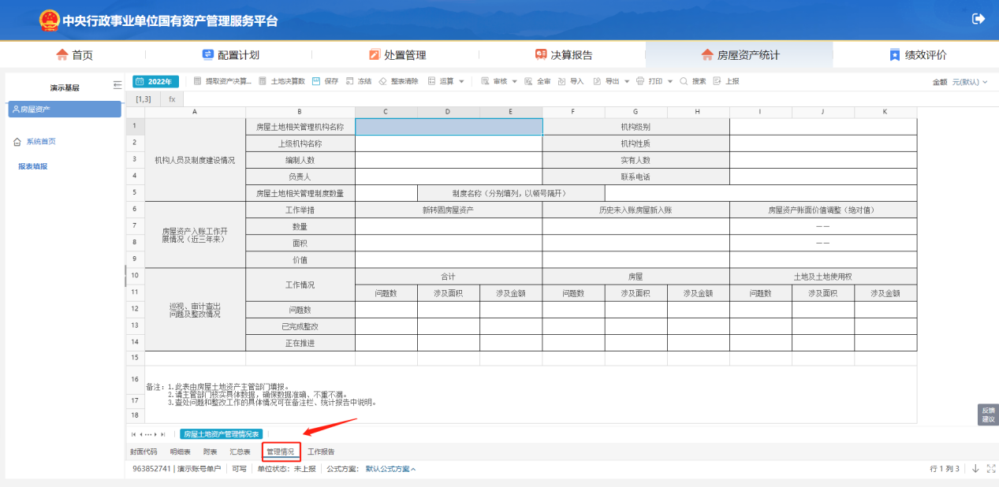 中央行政事业单位国有资产管理服务平台
首页 配置计划 处置管理 决算报告 房屋资产统计 绩效评价
演示基层
房屋资产
系统首页
报表填报
2022年 提取资产决算... 土地决算数 保存 冻结 整表清除 运算 审核 全审 导入 导出 打印 搜索 上报 金额 元(默认)
[1,3] fx
A B C D E F G H I J K
1 房屋土地相关管理机构名称 机构级别
2 上级机构名称 机构性质
3 机构人员及制度建设情况 编制人数 实有人数
4 负责人 联系电话
5 房屋土地相关管理制度数量 制度名称（分别填列，以顿号隔开）
6 工作举措 新转固房屋资产 历史未入账房屋新入账 房屋资产账面价值调整（绝对值）
7 房屋资产入账工作开 数量 ——
8 展情况（近三年来） 面积 ——
9 价值
10 工作情况 合计 房屋 土地及土地使用权
11 问题数 涉及面积 涉及金额 问题数 涉及面积 涉及金额 问题数 涉及面积 涉及金额
12 巡视、审计查出 问题数
问题及整改情况
13 已完成整改
14 正在推进
15
16 备注：1.此表由房屋土地资产主管部门填报。
2.请主管部门核实具体数据，确保数据准确、不重不漏。
17 3.查处问题和整改工作的具体情况可在备注栏、统计报告中说明。
18
反馈
建议
房屋土地资产管理情况表
封面代码 明细表 附表 汇总表 管理情况 工作报告
963852741 | 演示账号单户 可写 单位状态：未上报 公式方案： 默认公式方案 行 1 列 3